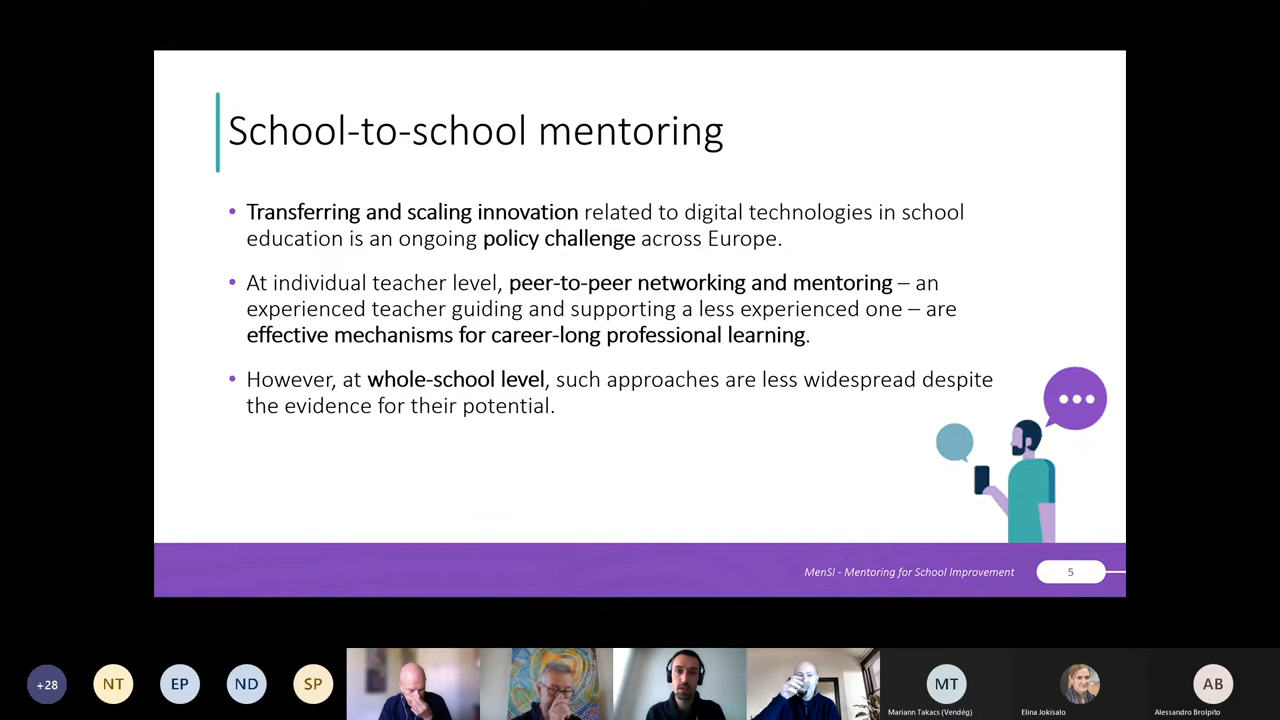 School-to-school mentoring
• Transferring and scaling innovation related to digital technologies in school
education is an ongoing policy challenge across Europe.
• At individual teacher level, peer-to-peer networking and mentoring – an
experienced teacher guiding and supporting a less experienced one – are
effective mechanisms for career-long professional learning.
• However, at whole-school level, such approaches are less widespread despite
the evidence for their potential.
MenSI - Mentoring for School Improvement
5
+28
NT
EP
ND
SP
MT
AB
Mariann Takacs (Vendég)
Elina Jokisalo
Alessandro Brolpito